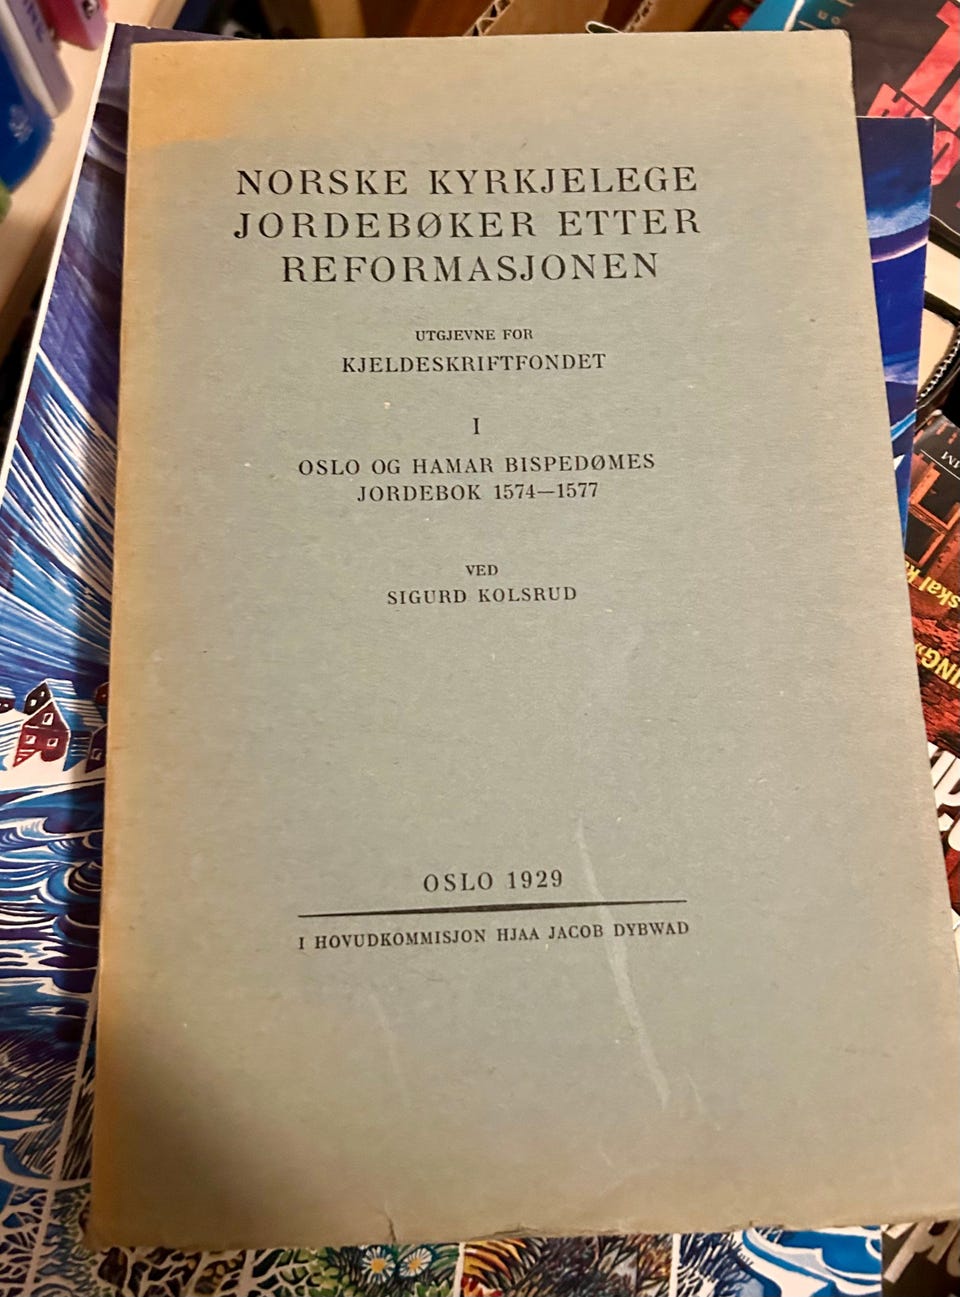 NORSKE KYRKJELEGE
JORDEBØKER ETTER
REFORMASJONEN
UTGJEVNE FOR
KJELDESKRIFTFONDET
I
OSLO OG HAMAR BISPEDØMES
JORDEBOK 1574—1577
VED
SIGURD KOLSRUD
OSLO 1929
I HOVUDKOMMISJON HJAA JACOB DYBWAD